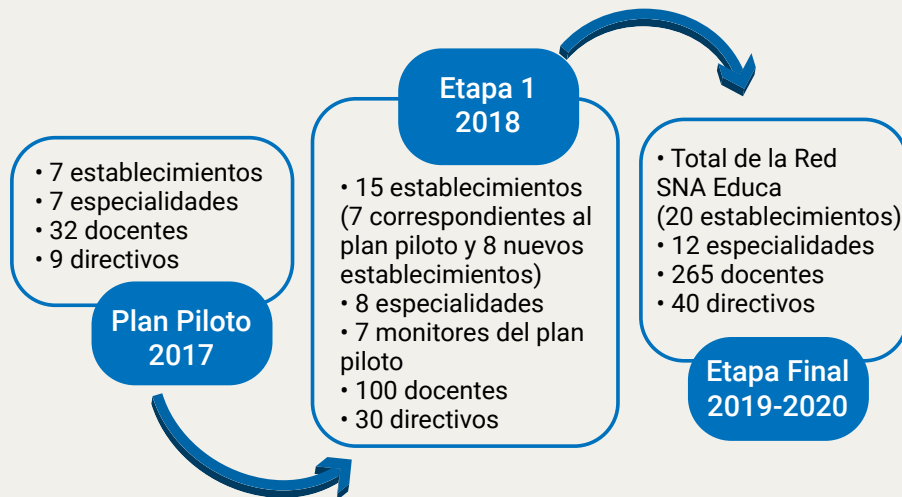 • 7 establecimientos
• 7 especialidades
• 32 docentes
• 9 directivos
Plan Piloto
2017
Etapa 1
2018
• 15 establecimientos
(7 correspondientes al
plan piloto y 8 nuevos
establecimientos)
• 8 especialidades
• 7 monitores del plan
piloto
• 100 docentes
• 30 directivos
• Total de la Red
SNA Educa
(20 establecimientos)
• 12 especialidades
• 265 docentes
• 40 directivos
Etapa Final
2019-2020